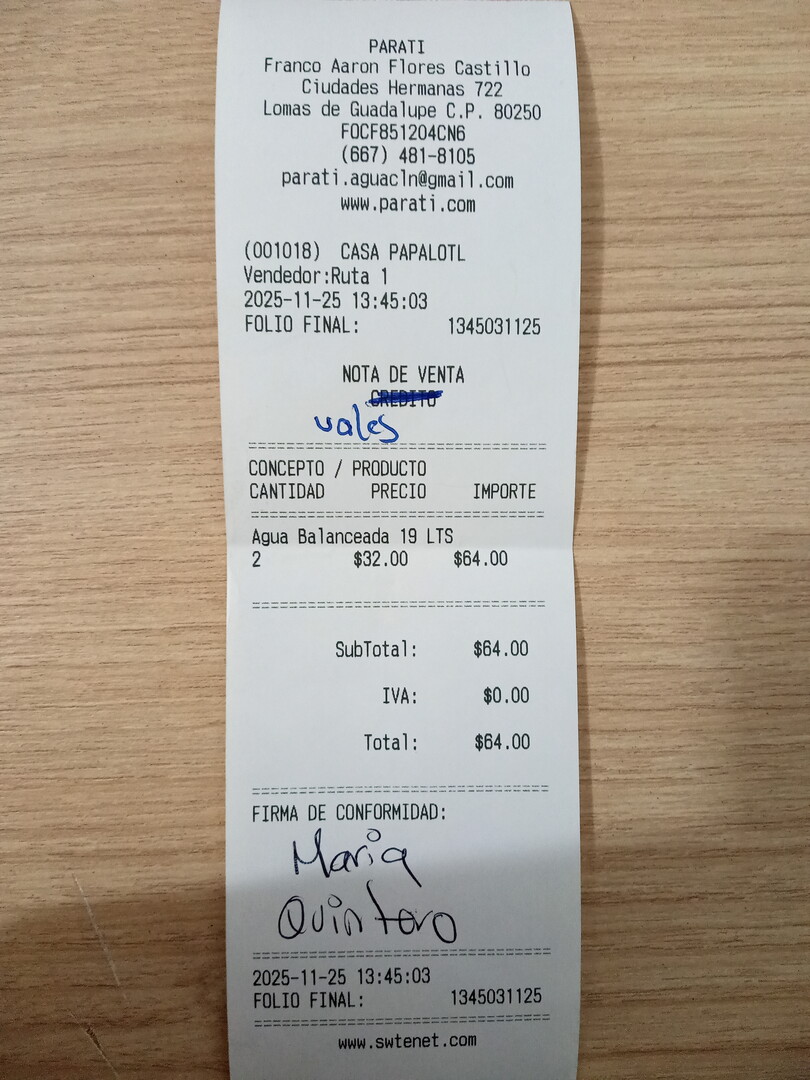 PARATI
Franco Aaron Flores Castillo
Ciudades Hermanas 722
Lomas de Guadalupe C.P. 80250
FOCF851204CN6
(667) 481-8105
parati.aguacln@gmail.com
www.parati.com
(001018) CASA PAPALOTL
Vendedor:Ruta 1
2025-11-25 13:45:03
FOLIO FINAL: 1345031125
NOTA DE VENTA
CREDITO
vales
CONCEPTO / PRODUCTO
CANTIDAD PRECIO IMPORTE
Agua Balanceada 19 LTS
2 $32.00 $64.00
SubTotal: $64.00
IVA: $0.00
Total: $64.00
FIRMA DE CONFORMIDAD:
Maria
Quintero
2025-11-25 13:45:03
FOLIO FINAL: 1345031125
www.swtenet.com